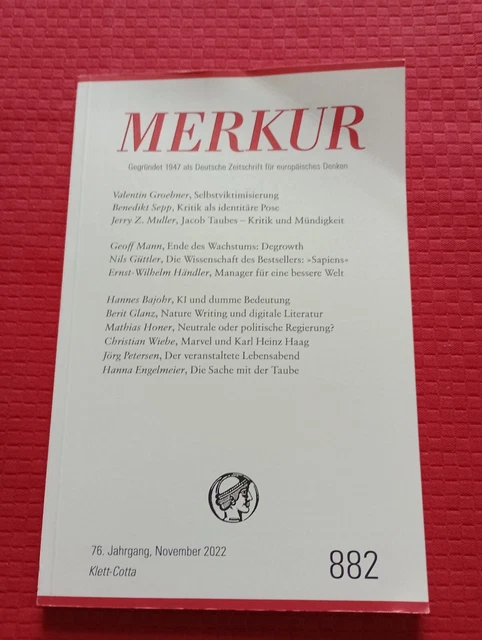 MERKUR
Gegründet 1947 als Deutsche Zeitschrift für europäisches Denken
Valentin Groebner, Selbstviktimisierung
Benedikt Sepp, Kritik als identitäre Pose
Jerry Z. Muller, Jacob Taubes – Kritik und Mündigkeit
Geoff Mann, Ende des Wachstums: Degrowth
Nils Güttler, Die Wissenschaft des Bestsellers: »Sapiens«
Ernst-Wilhelm Händler, Manager für eine bessere Welt
Hannes Bajohr, KI und dumme Bedeutung
Berit Glanz, Nature Writing und digitale Literatur
Mathias Honer, Neutrale oder politische Regierung?
Christian Wiebe, Marvel und Karl Heinz Haag
Jörg Petersen, Der veranstaltete Lebensabend
Hanna Engelmeier, Die Sache mit der Taube
76. Jahrgang, November 2022
Klett-Cotta
882